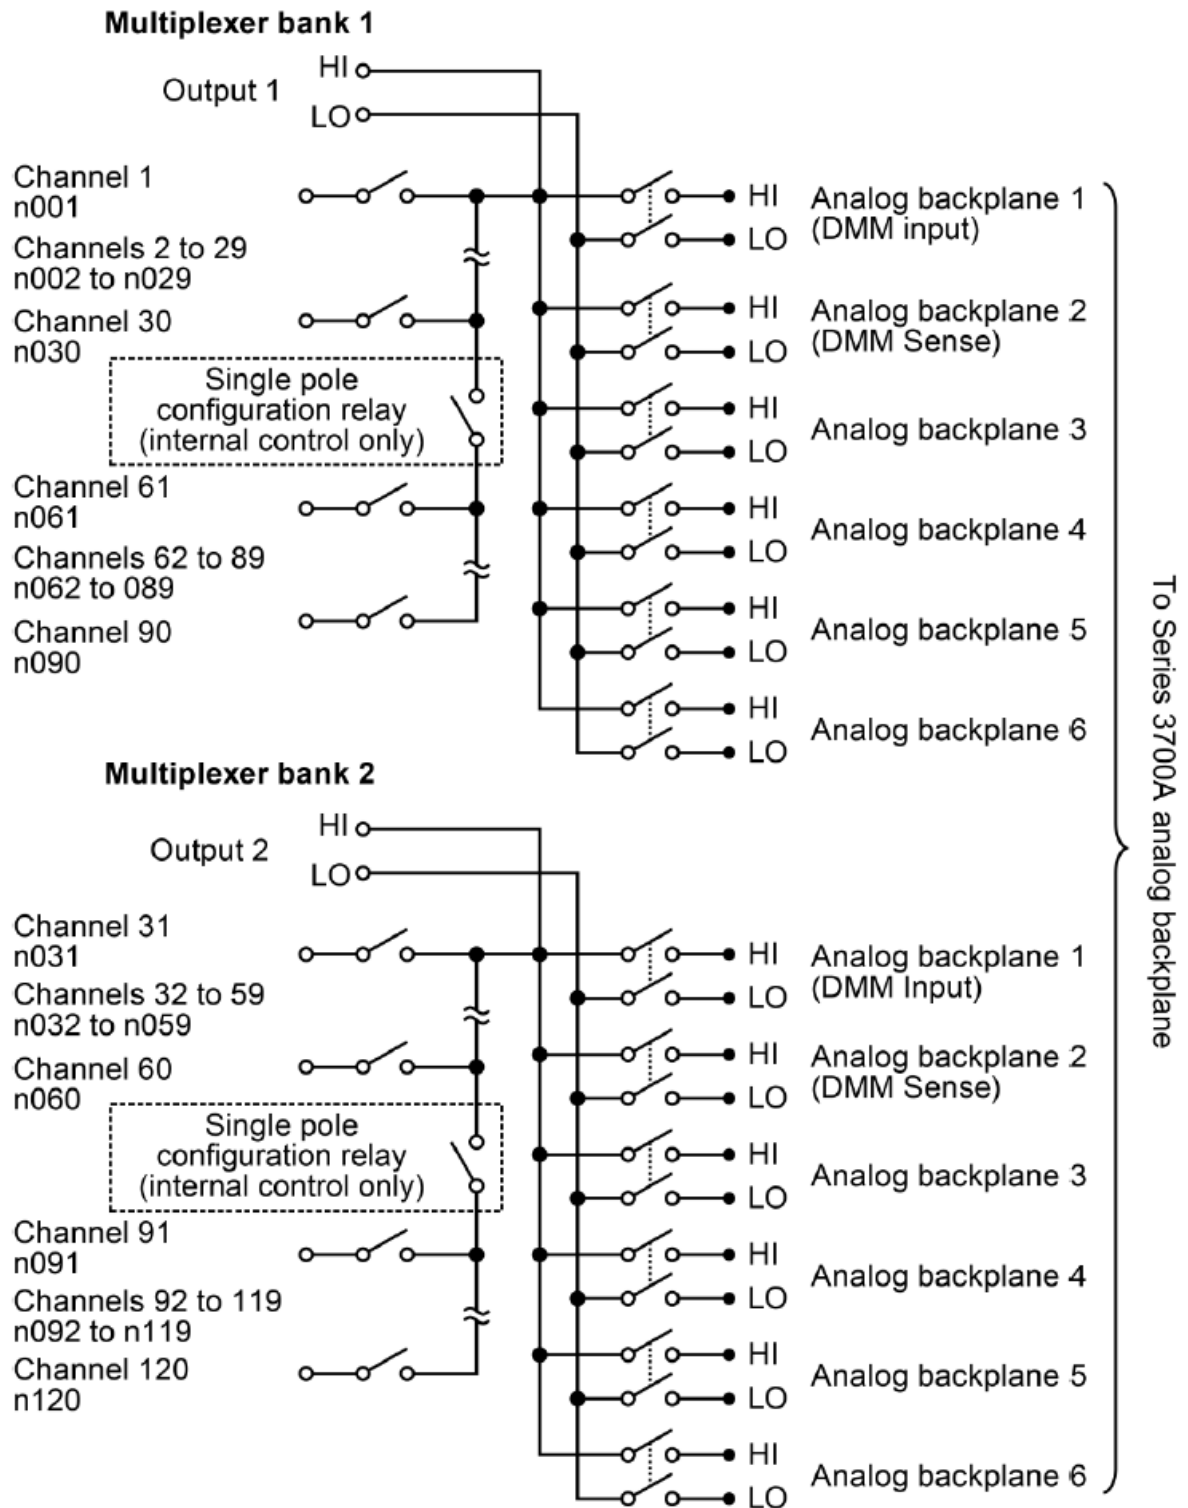 Multiplexer bank 1
HI
Output 1
LO
Channel 1
n001
HI
Analog backplane 1
(DMM input)
LO
Channels 2 to 29
n002 to n029
HI
Analog backplane 2
(DMM Sense)
LO
Channel 30
n030
Single pole
configuration relay
(internal control only)
HI
Analog backplane 3
LO
Channel 61
n061
HI
Analog backplane 4
LO
Channels 62 to 89
n062 to 089
HI
Analog backplane 5
LO
Channel 90
n090
HI
Analog backplane 6
LO
To Series 3700A analog backplane
Multiplexer bank 2
HI
Output 2
LO
Channel 31
n031
HI
Analog backplane 1
(DMM Input)
LO
Channels 32 to 59
n032 to n059
HI
Analog backplane 2
(DMM Sense)
LO
Channel 60
n060
Single pole
configuration relay
(internal control only)
HI
Analog backplane 3
LO
Channel 91
n091
HI
Analog backplane 4
LO
Channels 92 to 119
n092 to n119
HI
Analog backplane 5
LO
Channel 120
n120
HI
Analog backplane 6
LO